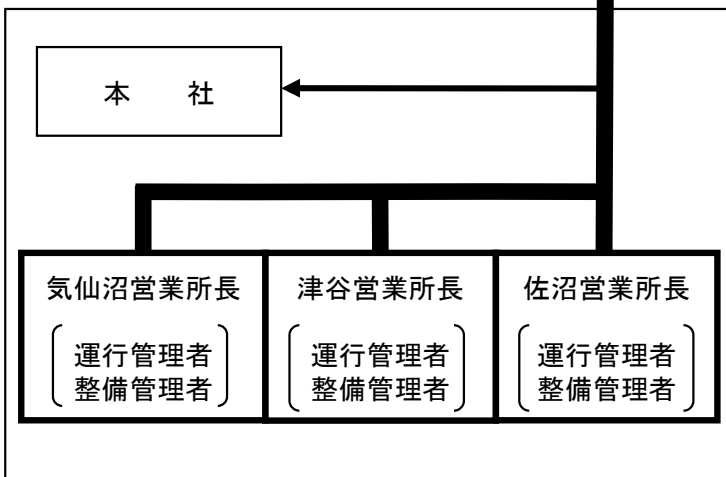 本　　社
気仙沼営業所長
運行管理者
整備管理者
津谷営業所長
運行管理者
整備管理者
佐沼営業所長
運行管理者
整備管理者